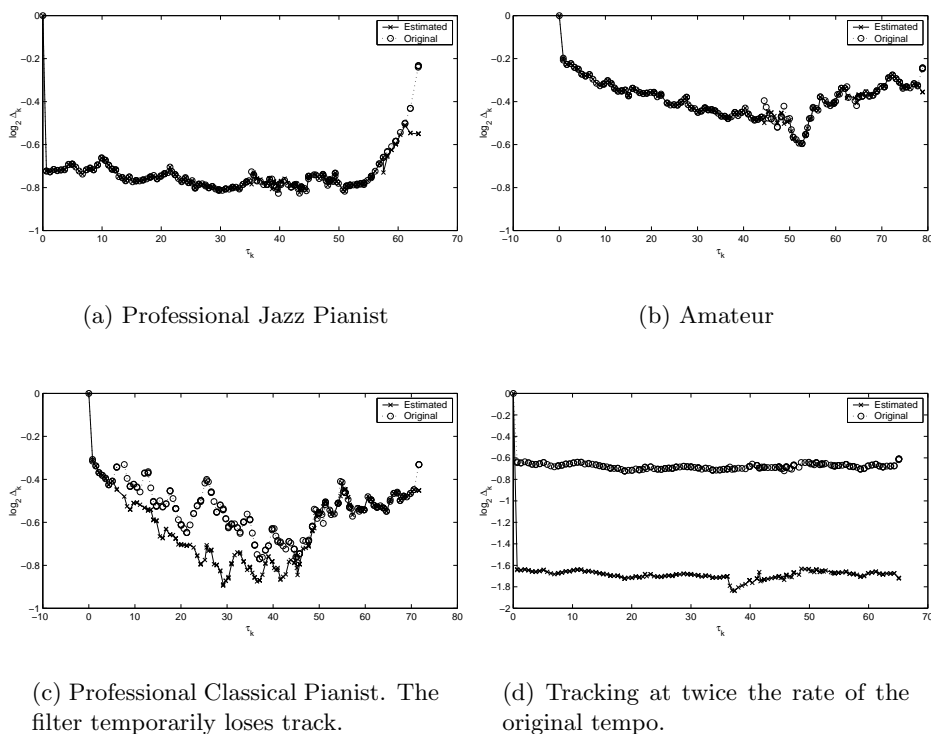 0
−0.2
−0.4
−0.6
−0.8
−1
0 10 20 30 40 50 60 70
τk
log2 Δk
Estimated
Original
0
−0.2
−0.4
−0.6
−0.8
−1
−10 0 10 20 30 40 50 60 70 80
τk
log2 Δk
Estimated
Original
(a) Professional Jazz Pianist
(b) Amateur
0
−0.2
−0.4
−0.6
−0.8
−1
−10 0 10 20 30 40 50 60 70 80
τk
log2 Δk
Estimated
Original
0
−0.2
−0.4
−0.6
−0.8
−1
−1.2
−1.4
−1.6
−1.8
−2
0 10 20 30 40 50 60 70
τk
log2 Δk
Estimated
Original
(c) Professional Classical Pianist. The
filter temporarily loses track.
(d) Tracking at twice the rate of the
original tempo.